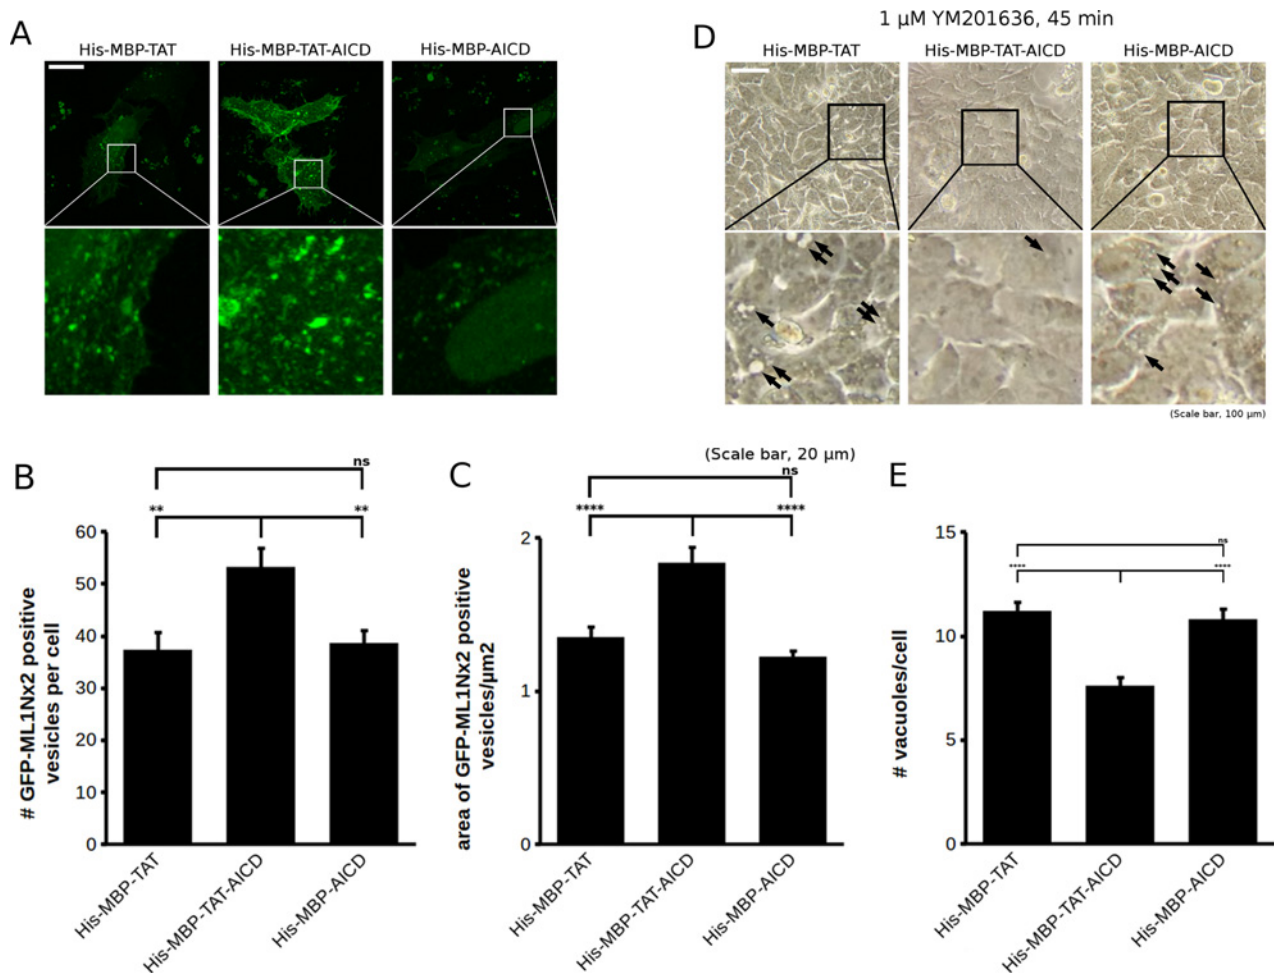 A
His-MBP-TAT His-MBP-TAT-AICD His-MBP-AICD
D
1 µM YM201636, 45 min
His-MBP-TAT His-MBP-TAT-AICD His-MBP-AICD
(Scale bar, 100 µm)
B
ns
** **
# GFP-ML1Nx2 positive
vesicles per cell
60
50
40
30
20
10
0
His-MBP-TAT
His-MBP-TAT-AICD
His-MBP-AICD
C
(Scale bar, 20 µm)
ns
**** ****
area of GFP-ML1Nx2 positive
vesicles/µm2
2
1
0
His-MBP-TAT
His-MBP-TAT-AICD
His-MBP-AICD
E
ns
**** ****
# vacuoles/cell
15
10
5
0
His-MBP-TAT
His-MBP-TAT-AICD
His-MBP-AICD